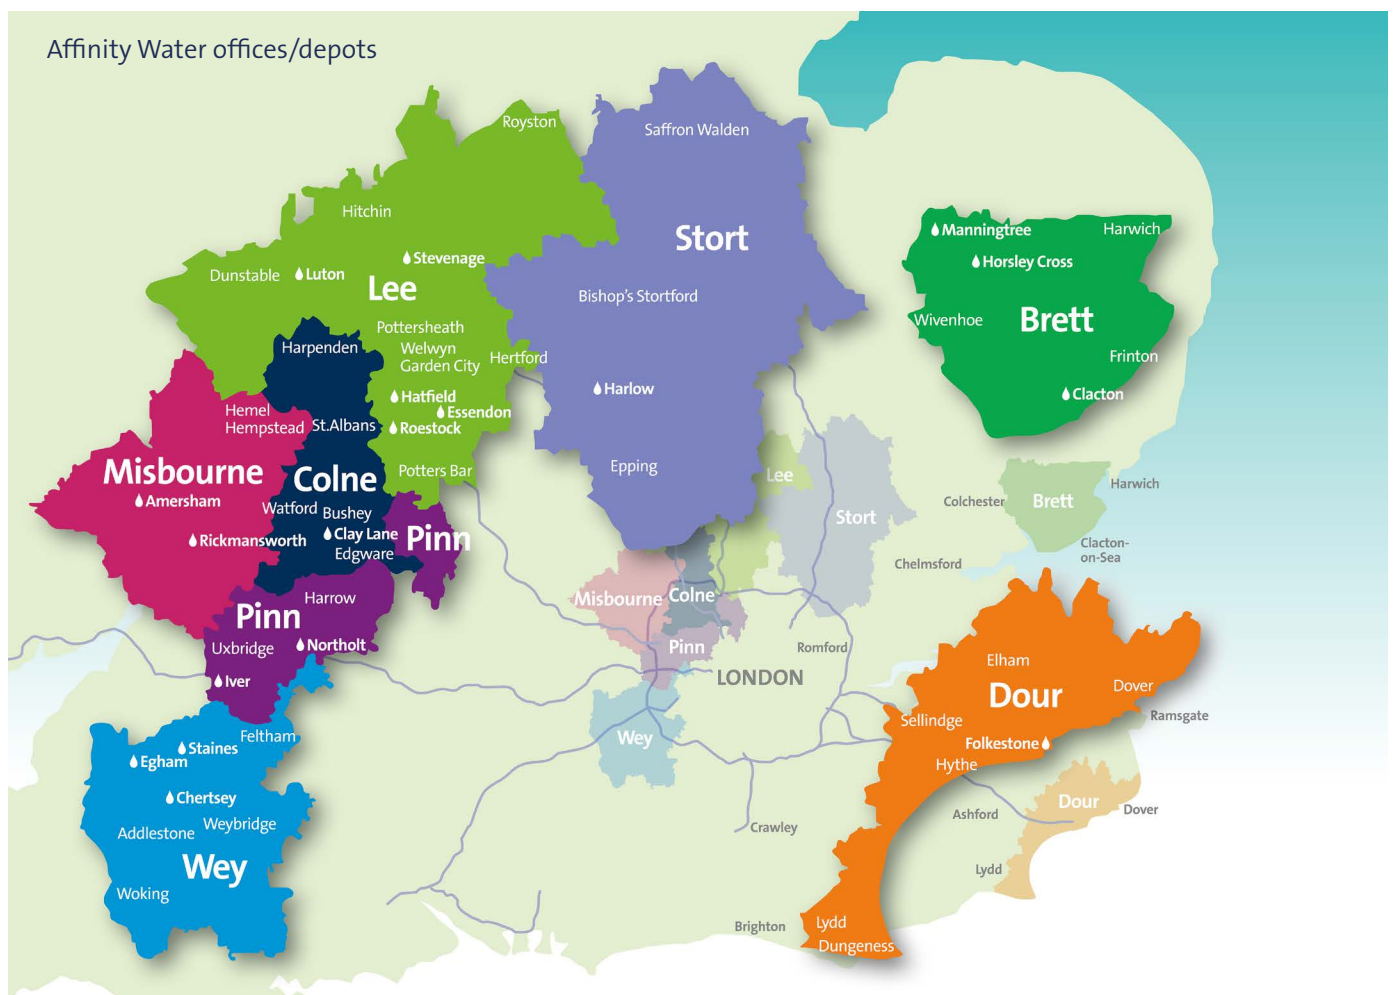 Affinity Water offices/depots
Royston
Saffron Walden
Hitchin
Stort
Manningtree
Harwich
Stevenage
Horsley Cross
Dunstable
Luton
Lee
Bishop's Stortford
Wivenhoe
Brett
Pottersheath
Harpenden
Welwyn
Garden City
Hertford
Frinton
Harlow
Hatfield
Clacton
Hemel
Hempstead
Essendon
St.Albans
Roestock
Misbourne
Colne
Potters Bar
Epping
Lee
Amersham
Watford
Bushey
Stort
Colchester
Brett
Harwich
Rickmansworth
Clay Lane
Edgware
Pinn
Clacton-
on-Sea
Chelmsford
Harrow
Misbourne
Colne
Pinn
Uxbridge
Northolt
Pinn
Romford
Elham
Iver
LONDON
Dour
Dover
Sellindge
Ramsgate
Feltham
Staines
Wey
Folkestone
Egham
Hythe
Chertsey
Addlestone
Weybridge
Crawley
Ashford
Dour
Dover
Wey
Lydd
Woking
Brighton
Lydd
Dungeness